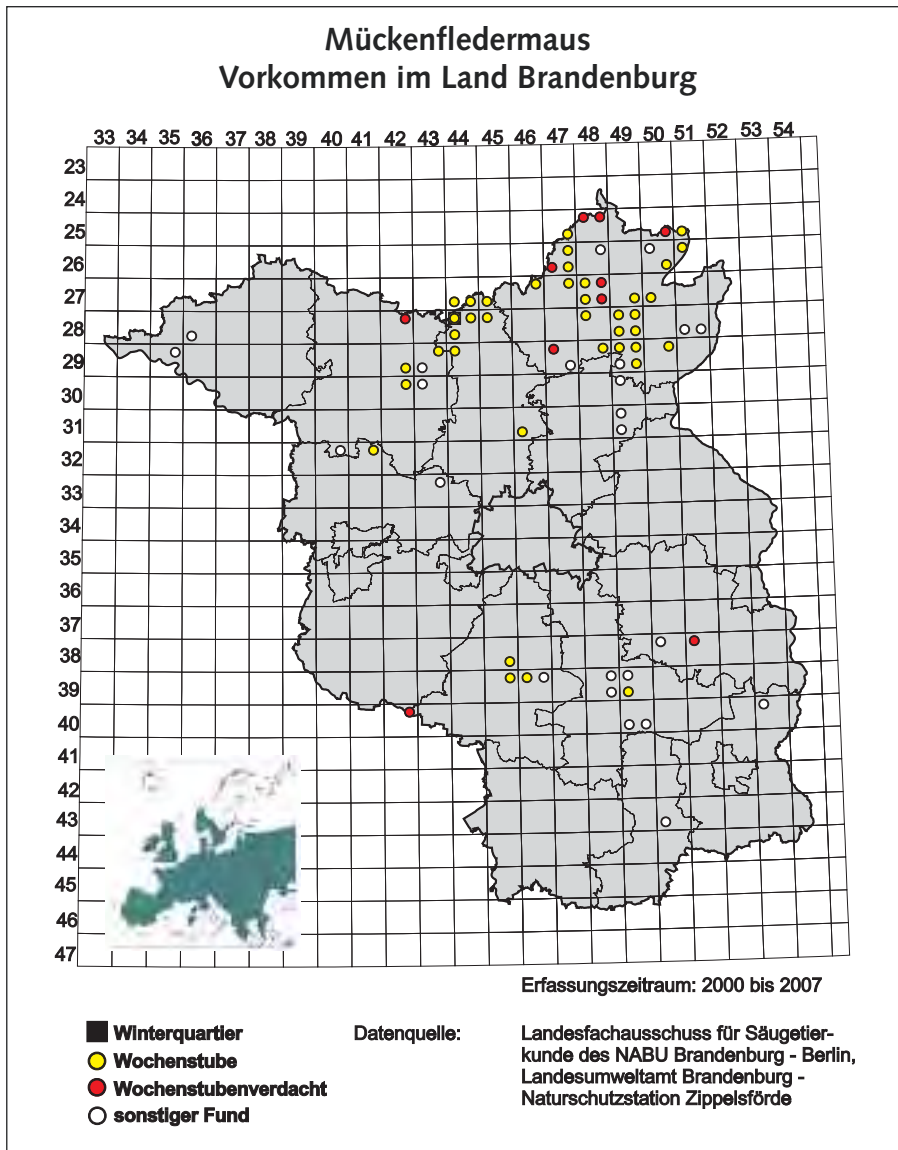 Mückenfledermaus
Vorkommen im Land Brandenburg
33 34 35 36 38 39 40 41 42 43 44 45 46 47 48 49 50 51 52 53 54
23
24
25
26
27
28
29
30
31
32
33
34
35
36
37
38
39
40
41
42
43
44
45
46
47
Erfassungszeitraum: 2000 bis 2007
Winterquartier
Wochenstube
Wochenstubenverdacht
sonstiger Fund
Datenquelle:
Landesfachausschuss für Säugetier-
kunde des NABU Brandenburg - Berlin,
Landesumweltamt Brandenburg -
Naturschutzstation Zippelsförde